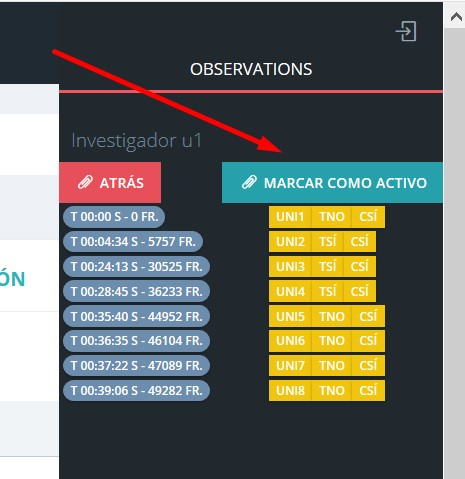 OBSERVATIONS
Investigador u1
ATRÁS MARCAR COMO ACTIVO
T 00:00 S - 0 FR. UNI1 TNO CSÍ
T 00:04:34 S - 5757 FR. UNI2 TSÍ CSÍ
T 00:24:13 S - 30525 FR. UNI3 TSÍ CSÍ
ÓN
T 00:28:45 S - 36233 FR. UNI4 TSÍ CSÍ
T 00:35:40 S - 44952 FR. UNI5 TNO CSÍ
T 00:36:35 S - 46104 FR. UNI6 TNO CSÍ
T 00:37:22 S - 47089 FR. UNI7 TNO CSÍ
T 00:39:06 S - 49282 FR. UNI8 TNO CSÍ